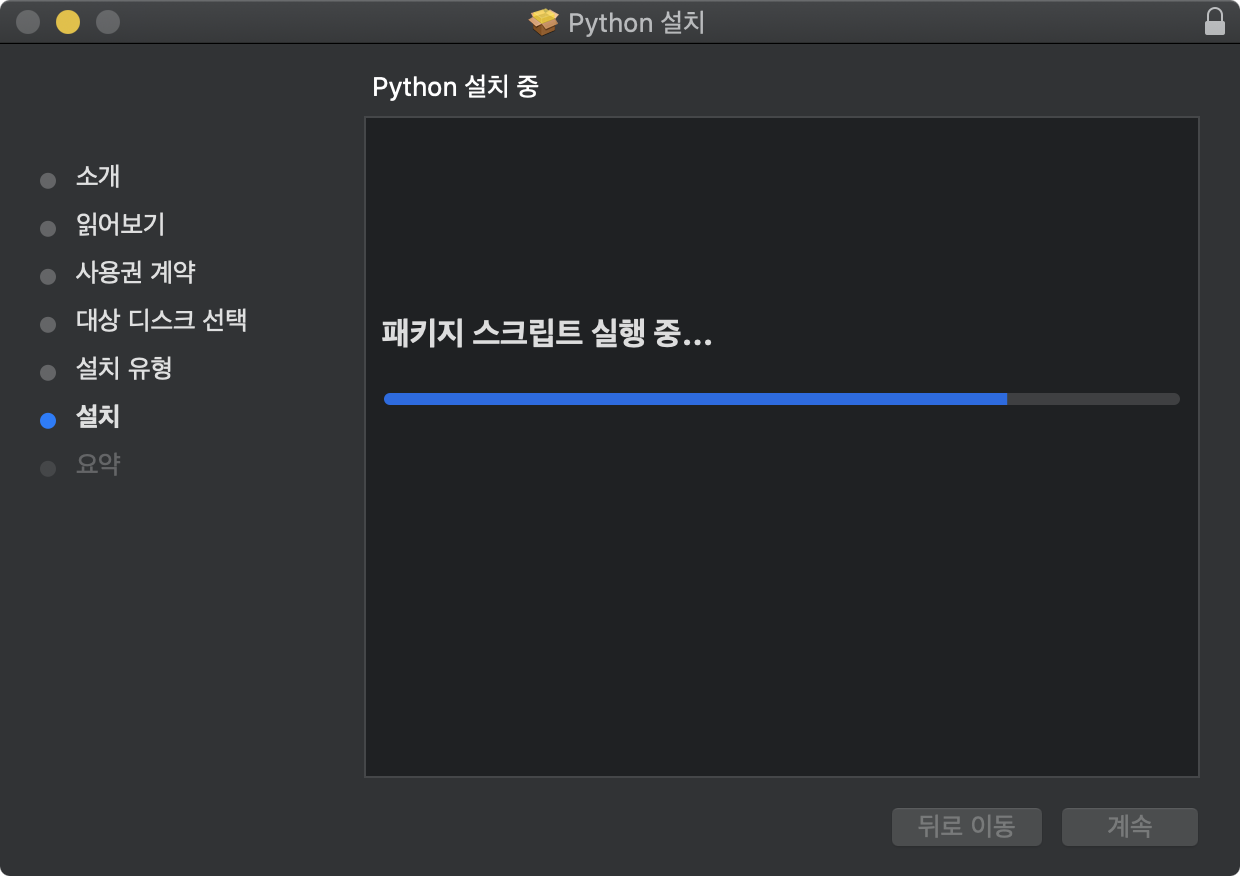 Python 설치
Python 설치 중
소개
읽어보기
사용권 계약
대상 디스크 선택
설치 유형
설치
요약
패키지 스크립트 실행 중...
뒤로 이동
계속